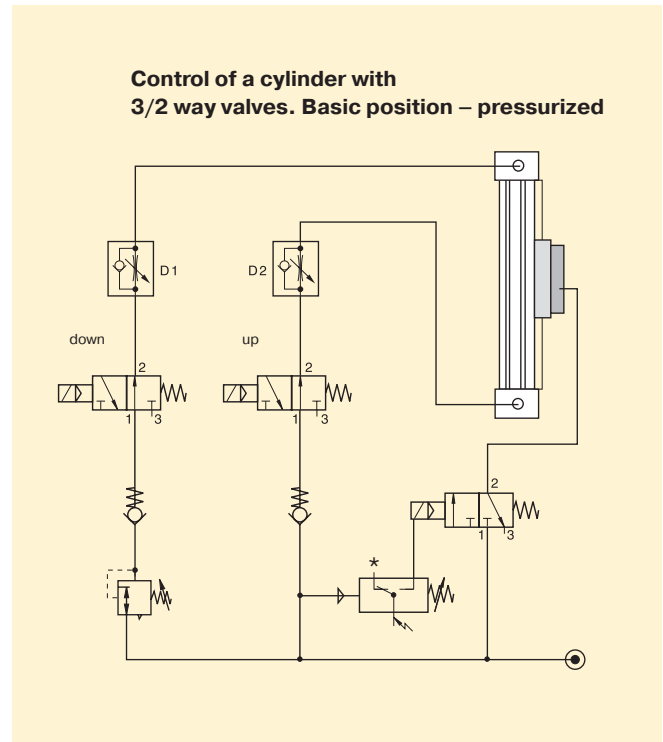 Control of a cylinder with
3/2 way valves. Basic position – pressurized
D1
D2
down
up
2
2
1
3
1
3
2
1
3
*